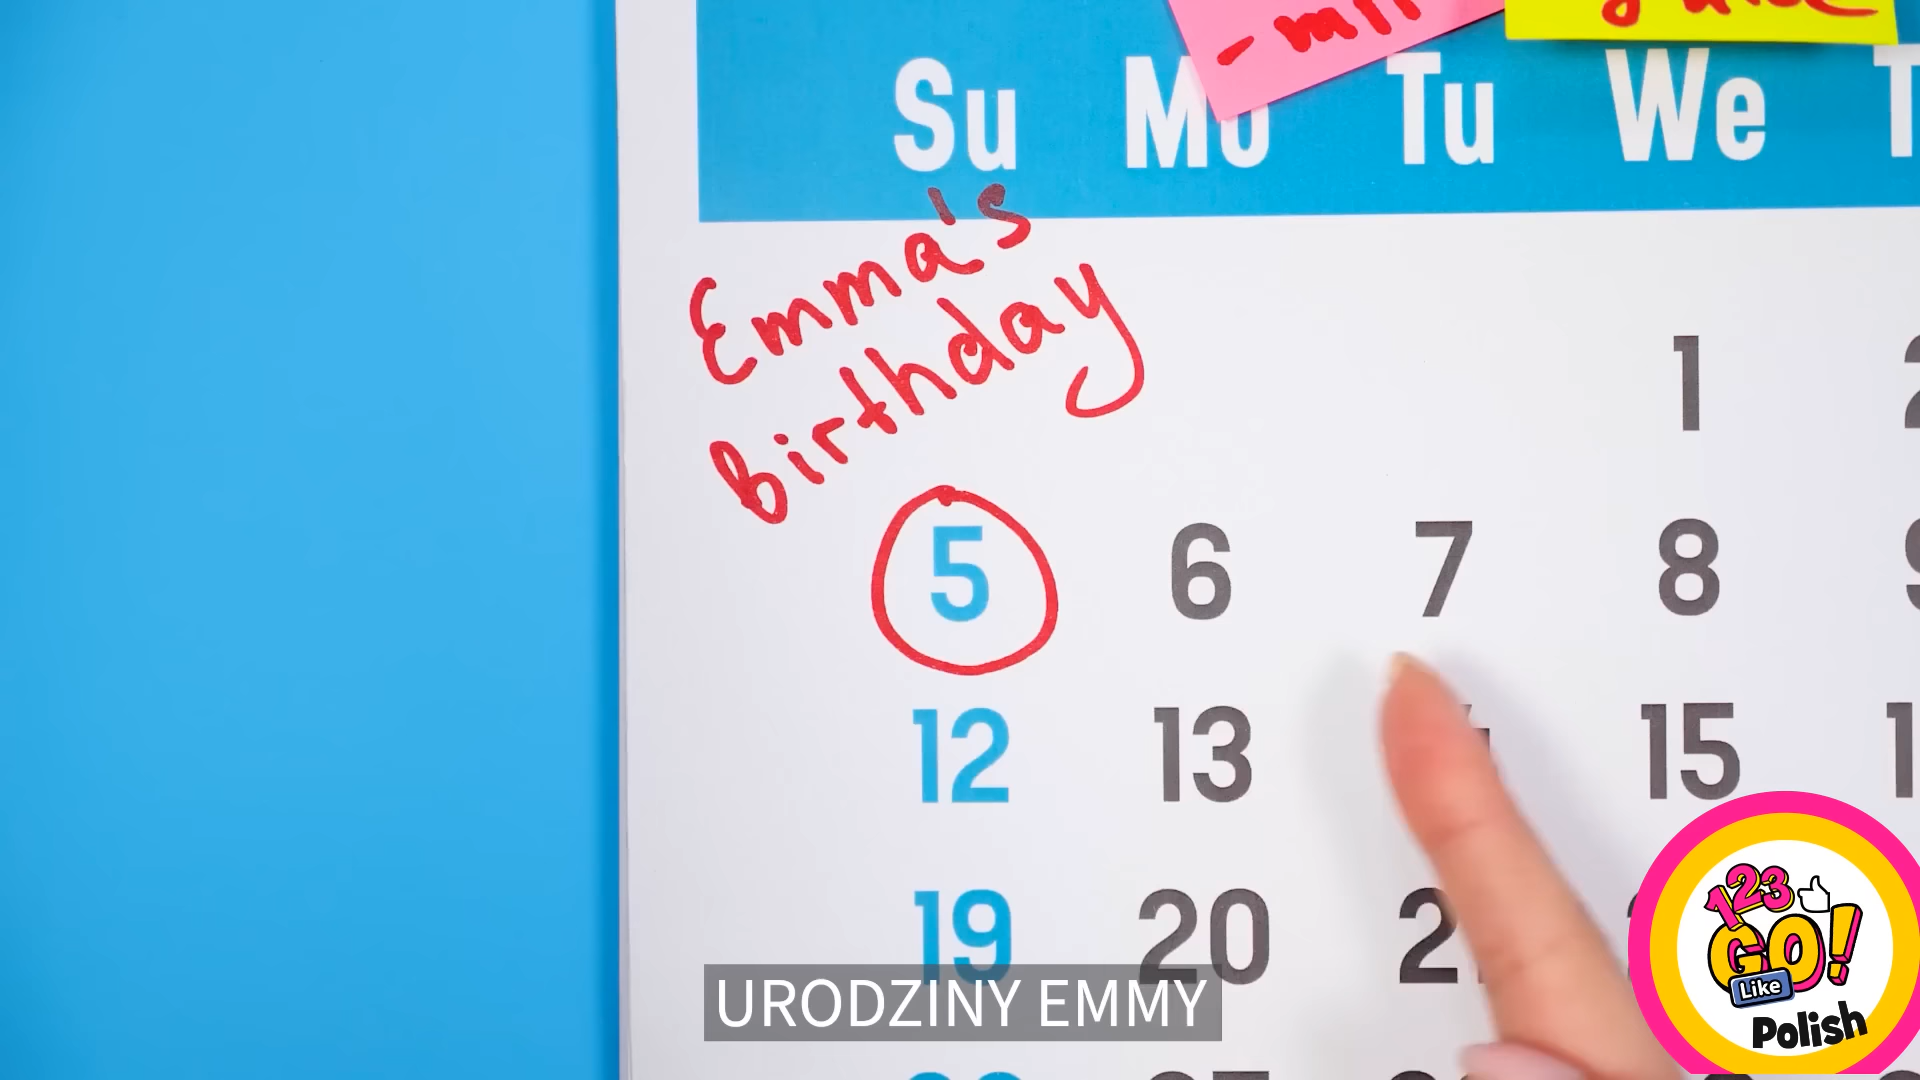 Su Mo Tu We
Emma's
Birthday
1
5 6 7 8
12 13 15
19 20
URODZINY EMMY
123
GO!
Like
Polish